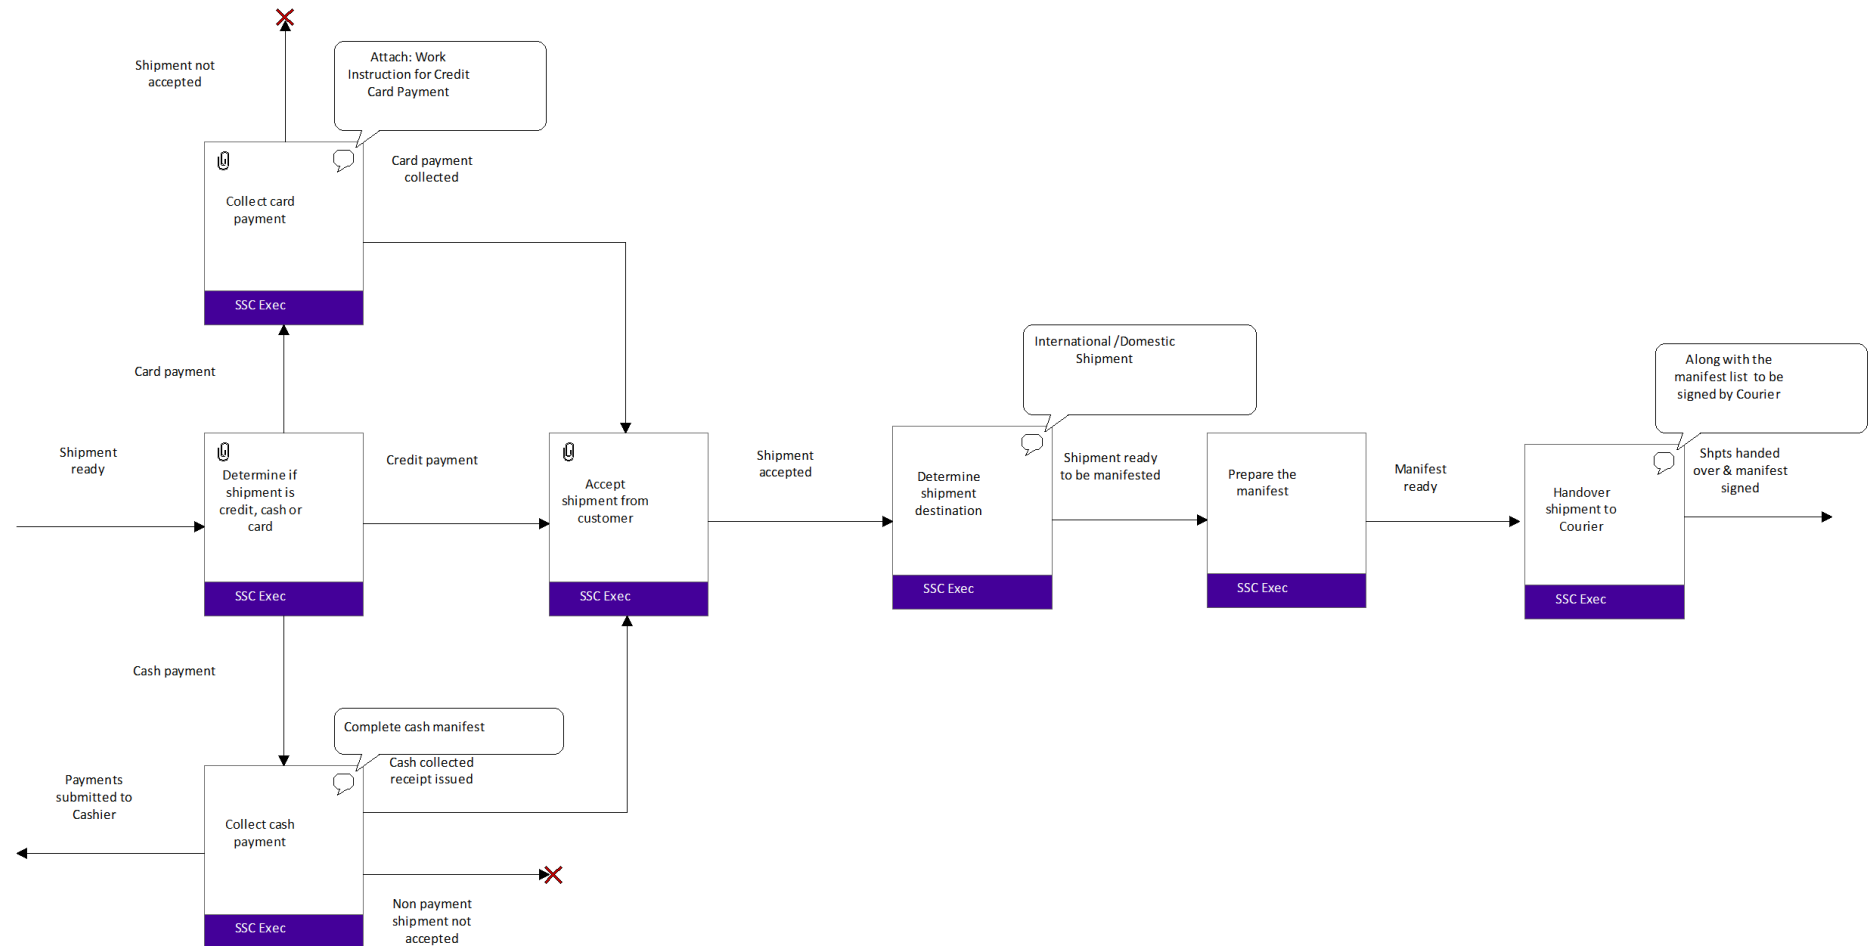 Shipment not
accepted
Attach: Work
Instruction for Credit
Card Payment
Card payment
collected
Collect card
payment
SSC Exec
Card payment
Shipment
ready
Determine if
shipment is
credit, cash or
card
SSC Exec
Credit payment
Accept
shipment from
customer
SSC Exec
Shipment
accepted
International /Domestic
Shipment
Determine
shipment
destination
SSC Exec
Shipment ready
to be manifested
Prepare the
manifest
SSC Exec
Manifest
ready
Along with the
manifest list to be
signed by Courier
Handover
shipment to
Courier
SSC Exec
Shpts handed
over & manifest
signed
Cash payment
Complete cash manifest
Cash collected
receipt issued
Payments
submitted to
Cashier
Collect cash
payment
SSC Exec
Non payment
shipment not
accepted